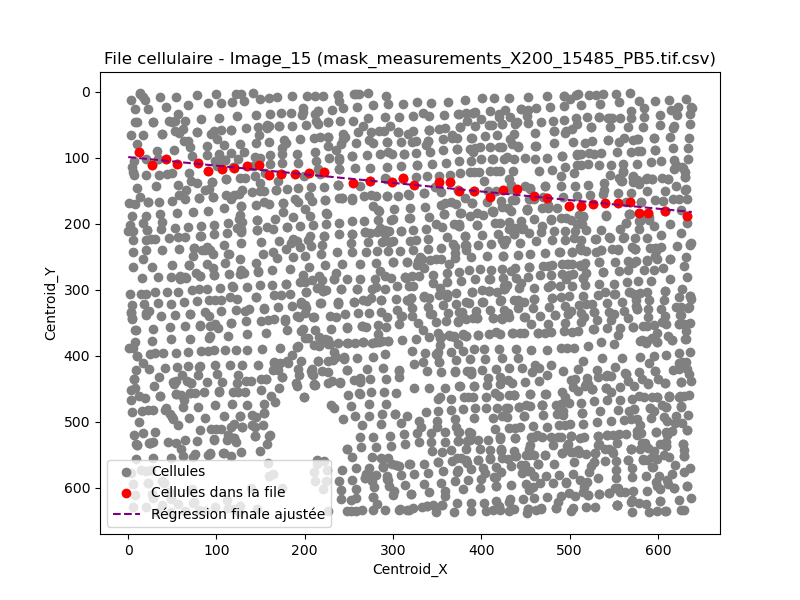 File cellulaire - Image_15 (mask_measurements_X200_15485_PB5.tif.csv)
0
100
200
300
400
500
600
Centroid_Y
Cellules
Cellules dans la file
Régression finale ajustée
0 100 200 300 400 500 600
Centroid_X